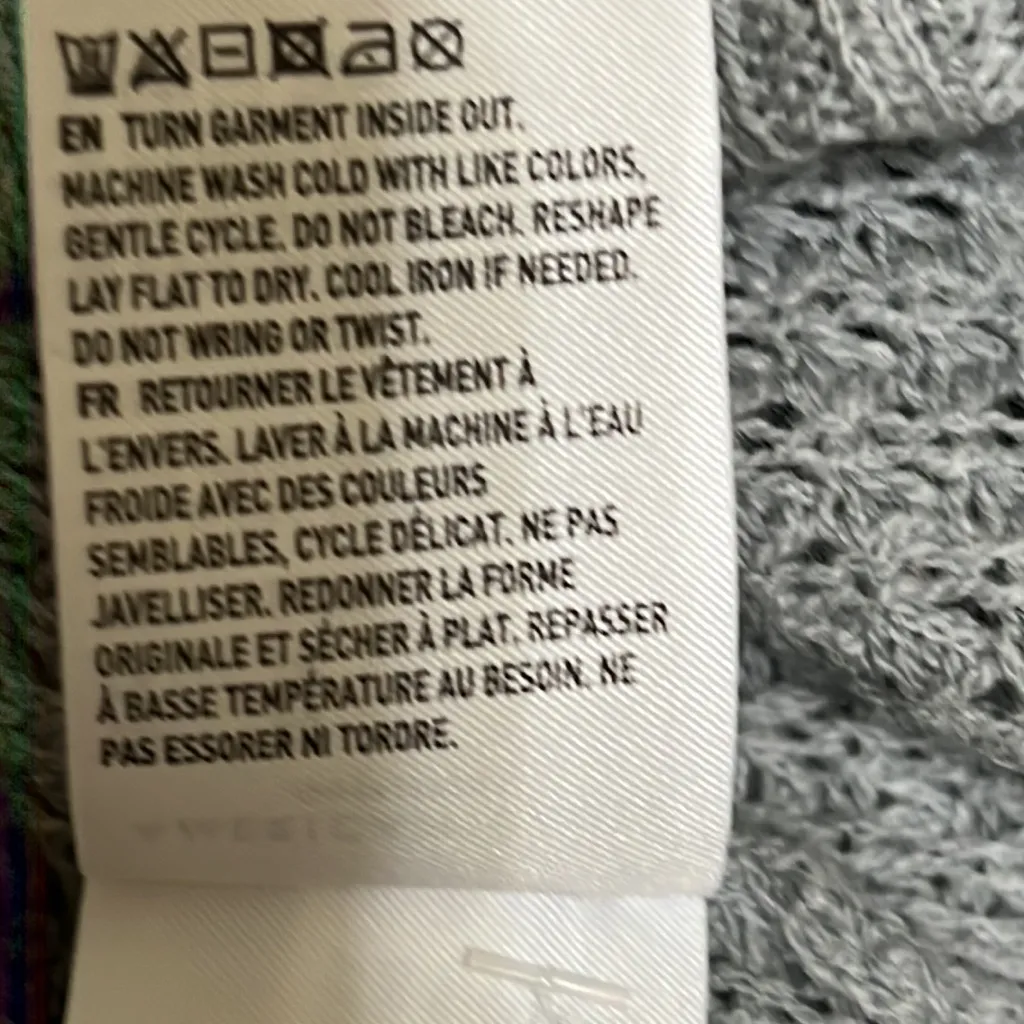 EN TURN GARMENT INSIDE OUT.
MACHINE WASH COLD WITH LIKE COLORS,
GENTLE CYCLE. DO NOT BLEACH. RESHAPE
LAY FLAT TO DRY. COOL IRON IF NEEDED.
DO NOT WRING OR TWIST.
FR RETOURNER LE VÊTEMENT À
L'ENVERS. LAVER À LA MACHINE À L'EAU
FROIDE AVEC DES COULEURS
SEMBLABLES, CYCLE DÉLICAT. NE PAS
JAVELLISER. REDONNER LA FORME
ORIGINALE ET SÉCHER À PLAT. REPASSER
À BASSE TEMPÉRATURE AU BESOIN. NE
PAS ESSORER NI TORDRE.